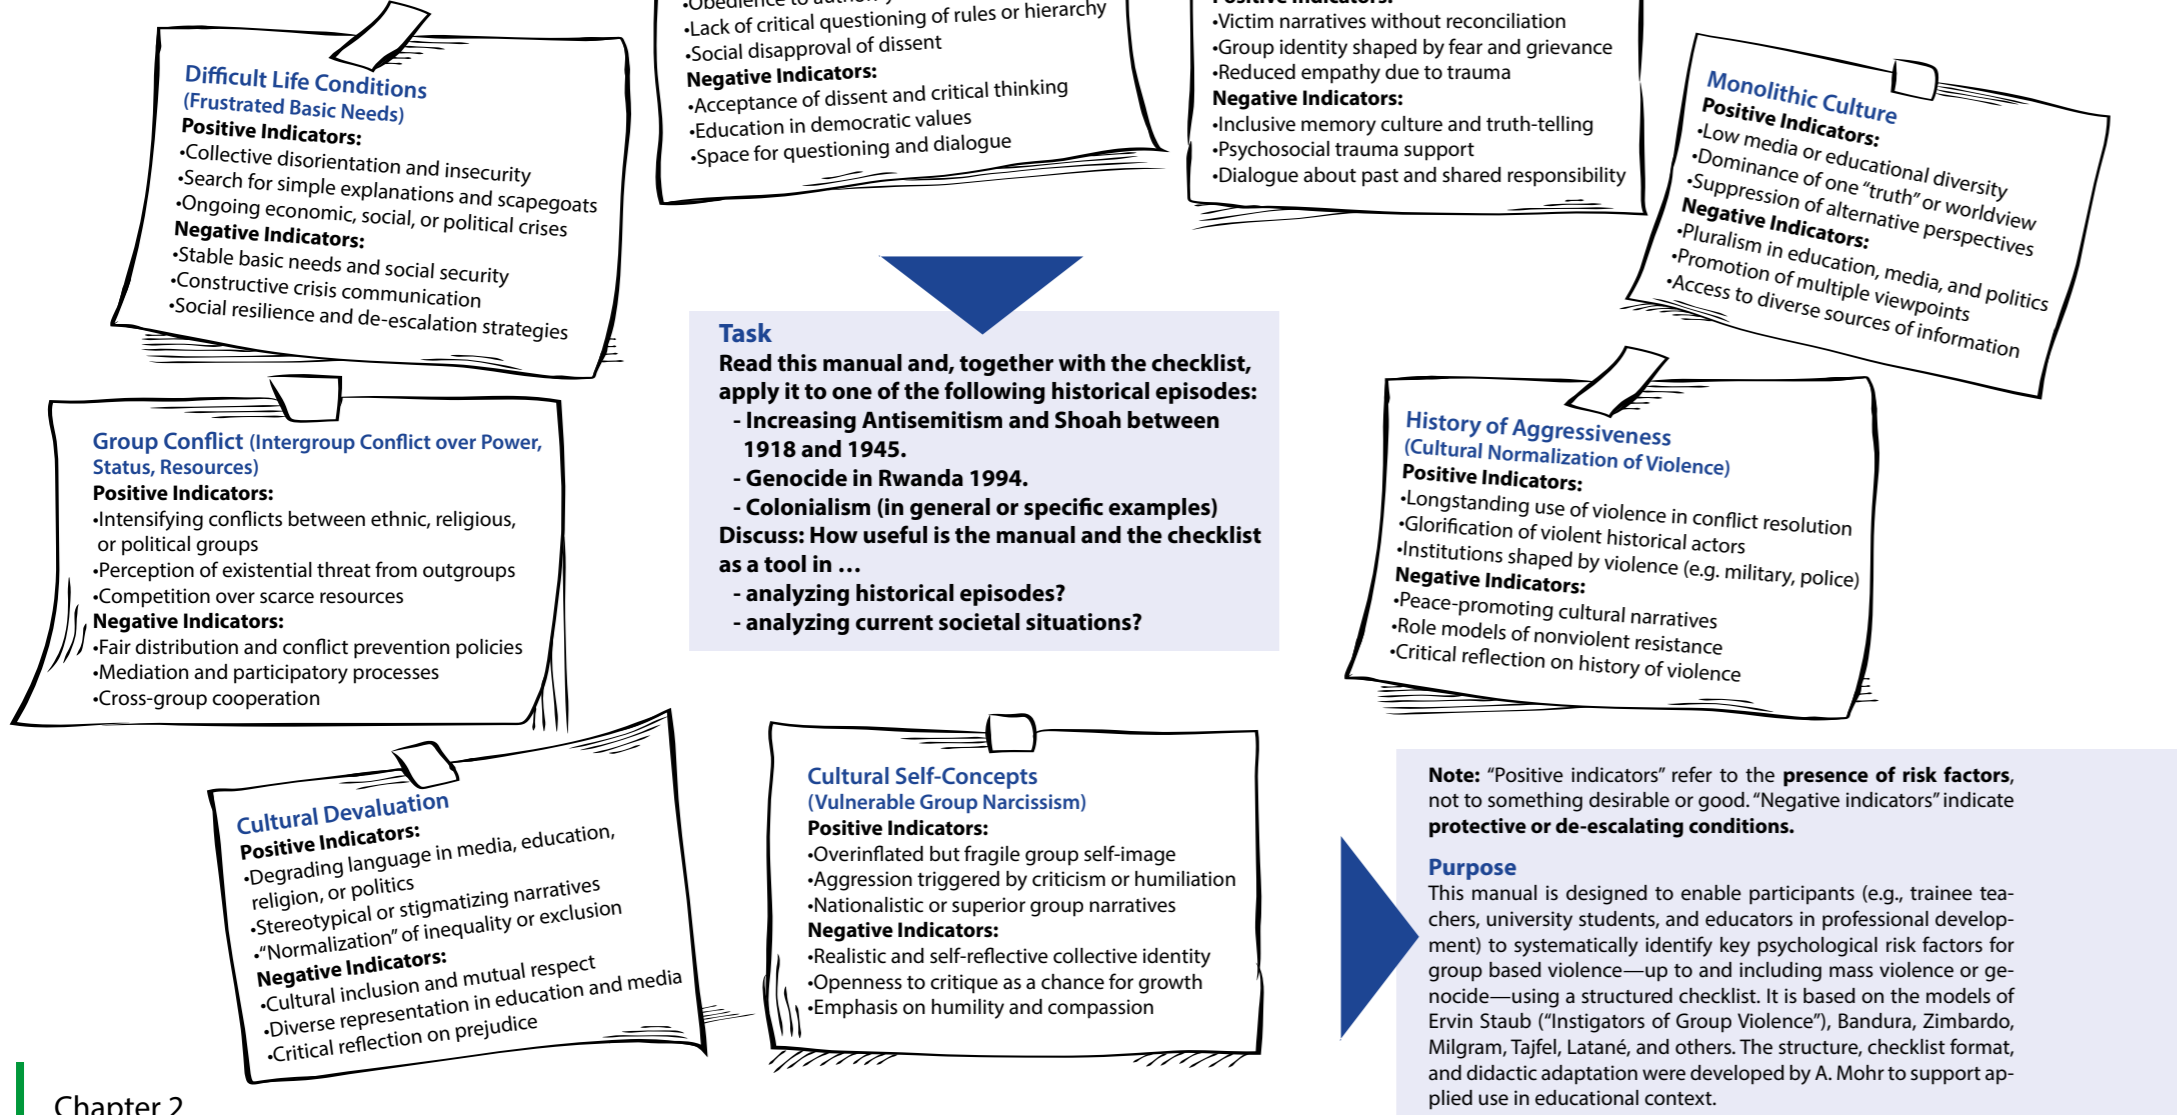 •Obedience to
•Lack of critical questioning of rules or hierarchy
•Social disapproval of dissent
Negative Indicators:
•Acceptance of dissent and critical thinking
•Education in democratic values
•Space for questioning and dialogue
•Victim narratives without reconciliation
•Group identity shaped by fear and grievance
•Reduced empathy due to trauma
Negative Indicators:
•Inclusive memory culture and truth-telling
•Psychosocial trauma support
•Dialogue about past and shared responsibility
Difficult Life Conditions
(Frustrated Basic Needs)
Positive Indicators:
•Collective disorientation and insecurity
•Search for simple explanations and scapegoats
•Ongoing economic, social, or political crises
Negative Indicators:
•Stable basic needs and social security
•Constructive crisis communication
•Social resilience and de-escalation strategies
Monolithic Culture
Positive Indicators:
•Low media or educational diversity
•Dominance of one “truth” or worldview
•Suppression of alternative perspectives
Negative Indicators:
•Pluralism in education, media, and politics
•Promotion of multiple viewpoints
•Access to diverse sources of information
Task
Read this manual and, together with the checklist,
apply it to one of the following historical episodes:
- Increasing Antisemitism and Shoah between
1918 and 1945.
- Genocide in Rwanda 1994.
- Colonialism (in general or specific examples)
Discuss: How useful is the manual and the checklist
as a tool in …
- analyzing historical episodes?
- analyzing current societal situations?
Group Conflict (Intergroup Conflict over Power,
Status, Resources)
Positive Indicators:
•Intensifying conflicts between ethnic, religious,
or political groups
•Perception of existential threat from outgroups
•Competition over scarce resources
Negative Indicators:
•Fair distribution and conflict prevention policies
•Mediation and participatory processes
•Cross-group cooperation
History of Aggressiveness
(Cultural Normalization of Violence)
Positive Indicators:
•Longstanding use of violence in conflict resolution
•Glorification of violent historical actors
•Institutions shaped by violence (e.g. military, police)
Negative Indicators:
•Peace-promoting cultural narratives
•Role models of nonviolent resistance
•Critical reflection on history of violence
Cultural Devaluation
Positive Indicators:
•Degrading language in media, education,
religion, or politics
•Stereotypical or stigmatizing narratives
•“Normalization” of inequality or exclusion
Negative Indicators:
•Cultural inclusion and mutual respect
•Diverse representation in education and media
•Critical reflection on prejudice
Cultural Self-Concepts
(Vulnerable Group Narcissism)
Positive Indicators:
•Overinflated but fragile group self-image
•Aggression triggered by criticism or humiliation
•Nationalistic or superior group narratives
Negative Indicators:
•Realistic and self-reflective collective identity
•Openness to critique as a chance for growth
•Emphasis on humility and compassion
Note: “Positive indicators” refer to the presence of risk factors,
not to something desirable or good. “Negative indicators” indicate
protective or de-escalating conditions.
Purpose
This manual is designed to enable participants (e.g., trainee tea-
chers, university students, and educators in professional develop-
ment) to systematically identify key psychological risk factors for
group based violence—up to and including mass violence or ge-
nocide—using a structured checklist. It is based on the models of
Ervin Staub (“Instigators of Group Violence”), Bandura, Zimbardo,
Milgram, Tajfel, Latané, and others. The structure, checklist format,
and didactic adaptation were developed by A. Mohr to support ap-
plied use in educational context.
Chapter 2